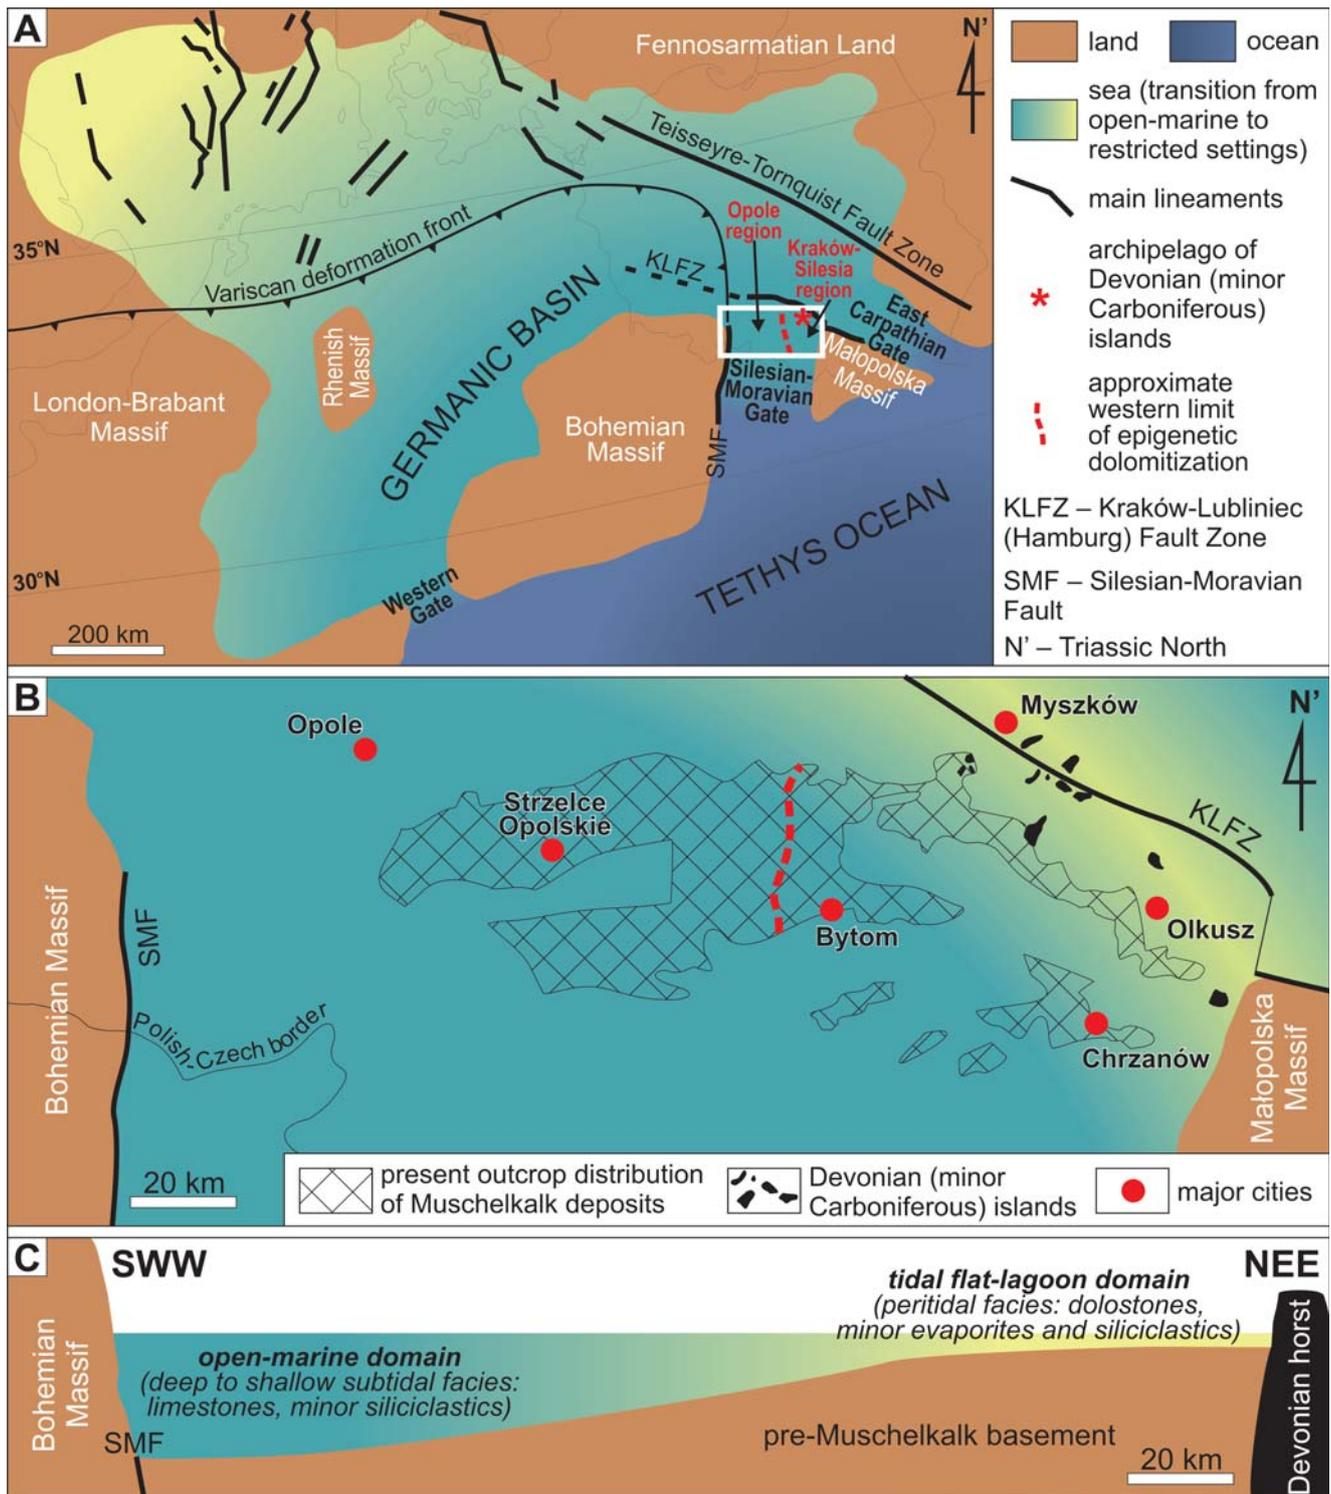 A
N'
Fennosarmatian Land
Teisseyre-Tornquist Fault Zone
35°N
Variscan deformation front
Opole
region
Kraków-
Silesia
region
KLFZ
East
Carpathian
Gate
GERMANIC BASIN
Rhenish
Massif
London-Brabant
Massif
Małopolska
Massif
Silesian-
Moravian
Gate
Bohemian
Massif
SMF
TETHYS OCEAN
30°N
Western
Gate
200 km
land
ocean
sea (transition from
open-marine to
restricted settings)
main lineaments
archipelago of
Devonian (minor
Carboniferous)
islands
approximate
western limit
of epigenetic
dolomitization
KLFZ – Kraków-Lubliniec
(Hamburg) Fault Zone
SMF – Silesian-Moravian
Fault
N' – Triassic North
B
Opole
Myszków
N'
Strzelce
Opolskie
KLFZ
Bohemian Massif
SMF
Bytom
Olkusz
Polish-Czech border
Chrzanów
Małopolska
Massif
20 km
present outcrop distribution
of Muschelkalk deposits
Devonian (minor
Carboniferous) islands
major cities
C
SWW
NEE
tidal flat-lagoon domain
(peritidal facies: dolostones,
minor evaporites and siliciclastics)
open-marine domain
(deep to shallow subtidal facies:
limestones, minor siliciclastics)
Bohemian
Massif
SMF
pre-Muschelkalk basement
20 km
Devonian horst